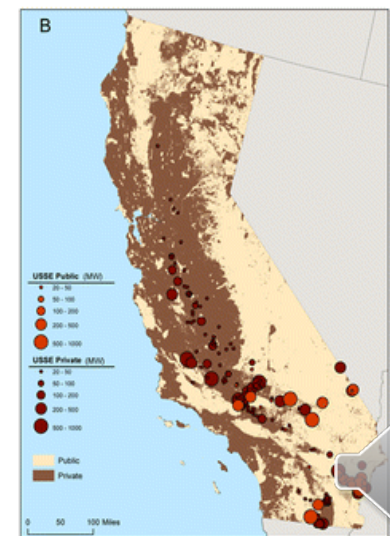 B
USSE Public (MW)
20 - 50
50 - 100
100 - 200
200 - 500
500 - 1000
USSE Private (MW)
20 - 50
50 - 100
100 - 200
200 - 500
500 - 1000
Public
Private
0 50 100 Miles